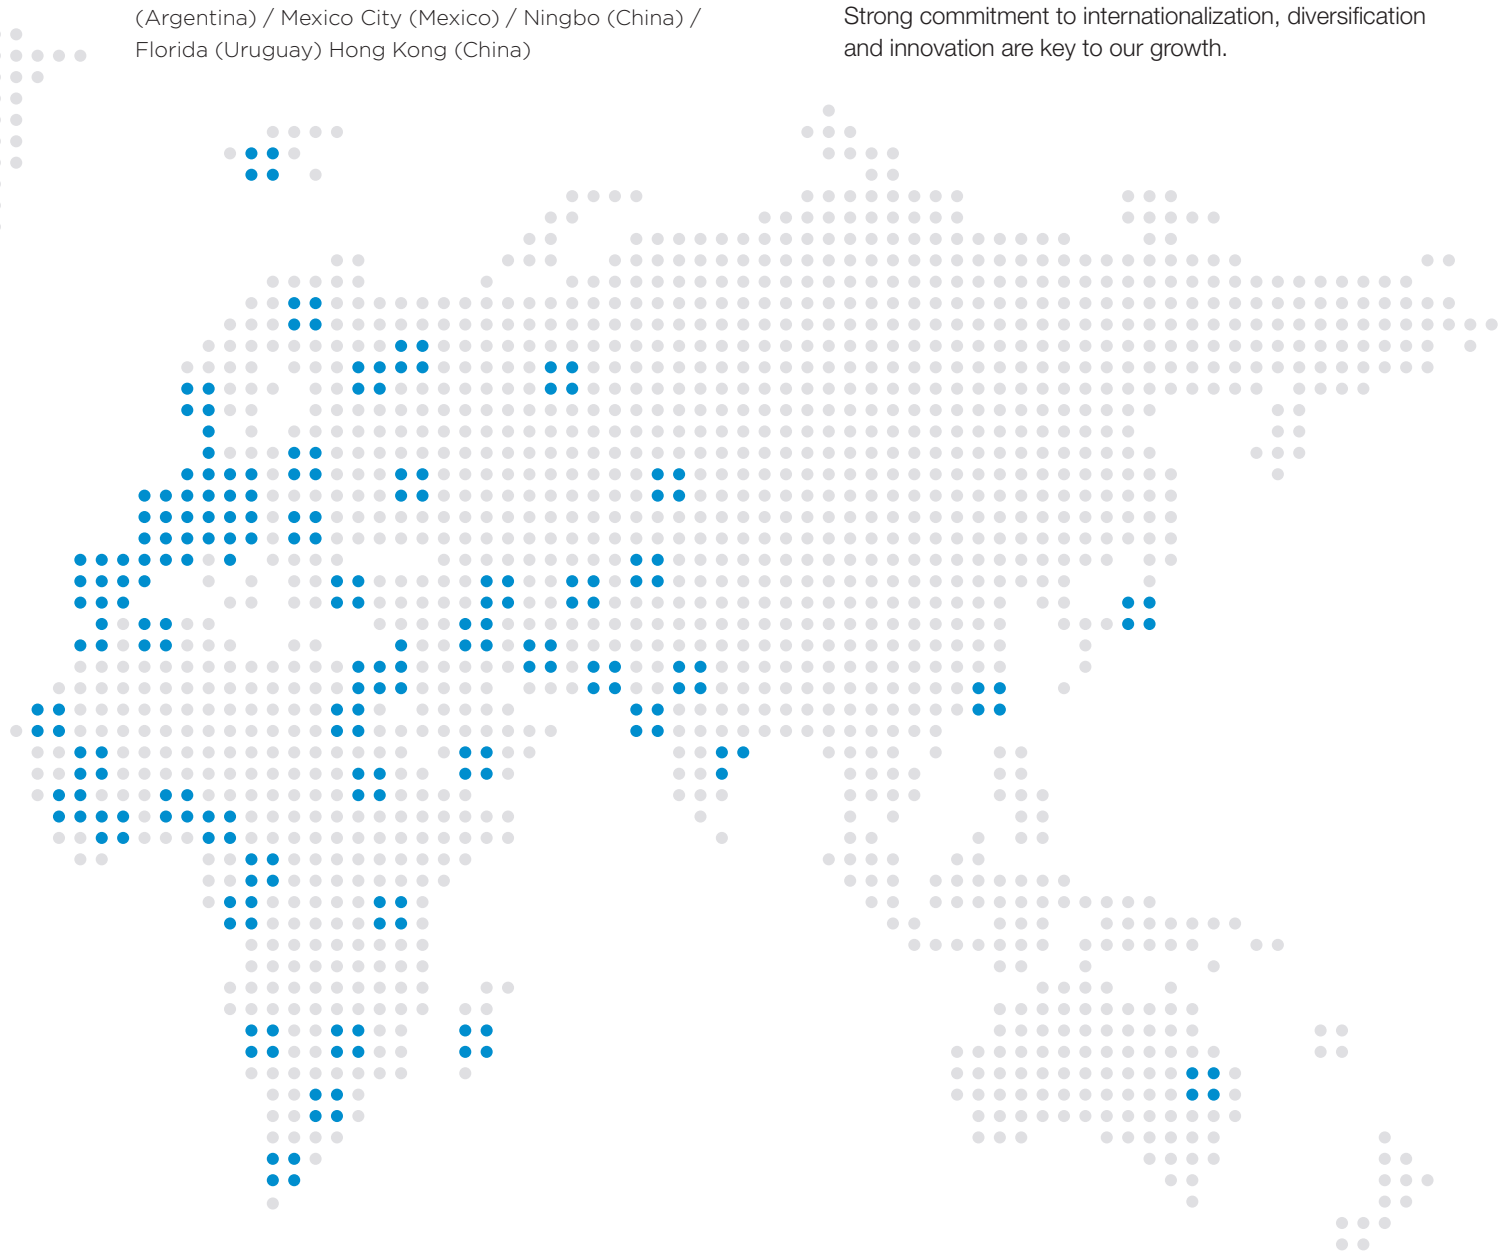 (Argentina) / Mexico City (Mexico) / Ningbo (China) /
Florida (Uruguay) Hong Kong (China)
Strong commitment to internationalization, diversification
and innovation are key to our growth.